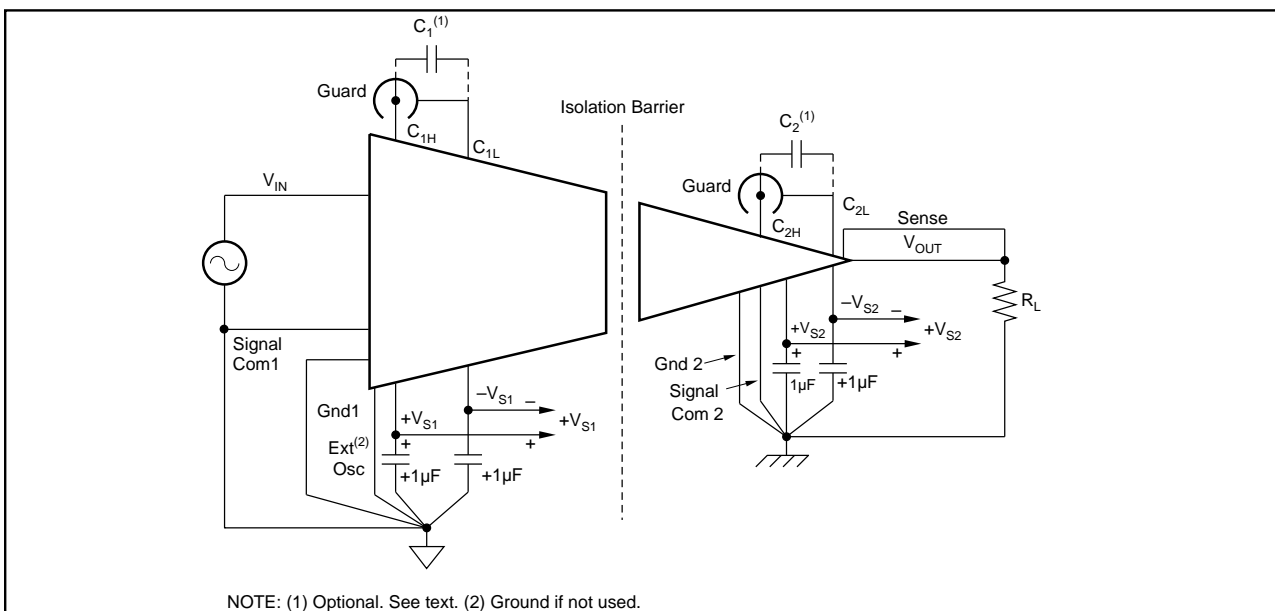 C1(1)
Guard
C1H
C1L
Isolation Barrier
C2(1)
Guard
C2H
C2L
Sense
VOUT
VIN
Signal
Com1
Gnd1
Ext(2)
Osc
+VS1
−VS1
−
+VS1
+
+
+1µF
+1µF
RL
−VS2
−
+VS2
+VS2
+
+
Gnd 2
Signal
Com 2
1µF
+1µF
NOTE: (1) Optional. See text. (2) Ground if not used.